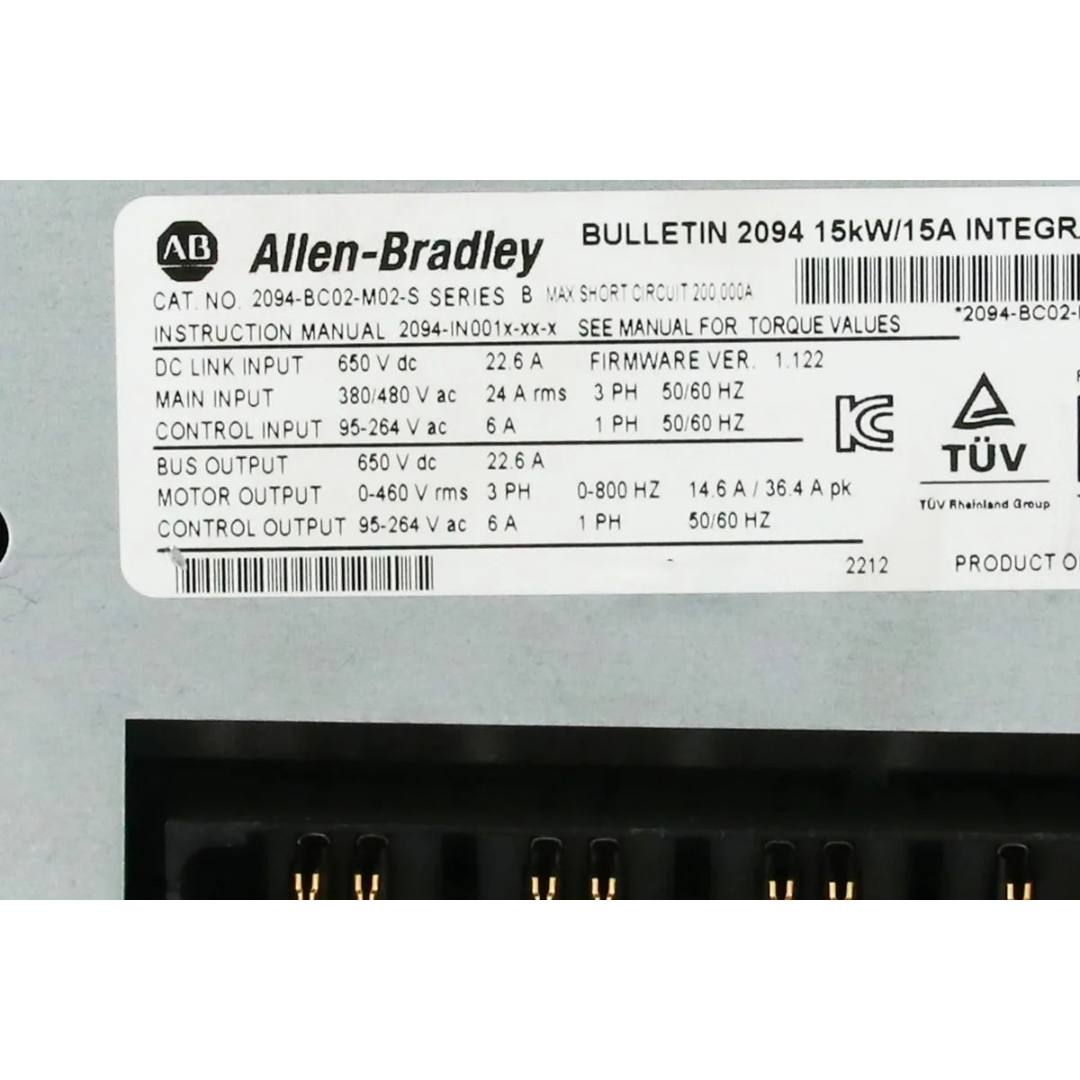 AB Allen-Bradley BULLETIN 2094 15kW/15A INTEGR
CAT. NO. 2094-BC02-M02-S SERIES B MAX SHORT CIRCUIT 200,000A
*2094-BC02-
INSTRUCTION MANUAL 2094-IN001x-xx-x SEE MANUAL FOR TORQUE VALUES
DC LINK INPUT 650 V dc 22.6 A FIRMWARE VER. 1.122
MAIN INPUT 380/480 V ac 24 A rms 3 PH 50/60 HZ
CONTROL INPUT 95-264 V ac 6 A 1 PH 50/60 HZ
BUS OUTPUT 650 V dc 22.6 A
MOTOR OUTPUT 0-460 V rms 3 PH 0-800 HZ 14.6 A / 36.4 A pk
CONTROL OUTPUT 95-264 V ac 6 A 1 PH 50/60 HZ
KC
TÜV
TÜV Rheinland Group
2212 PRODUCT O